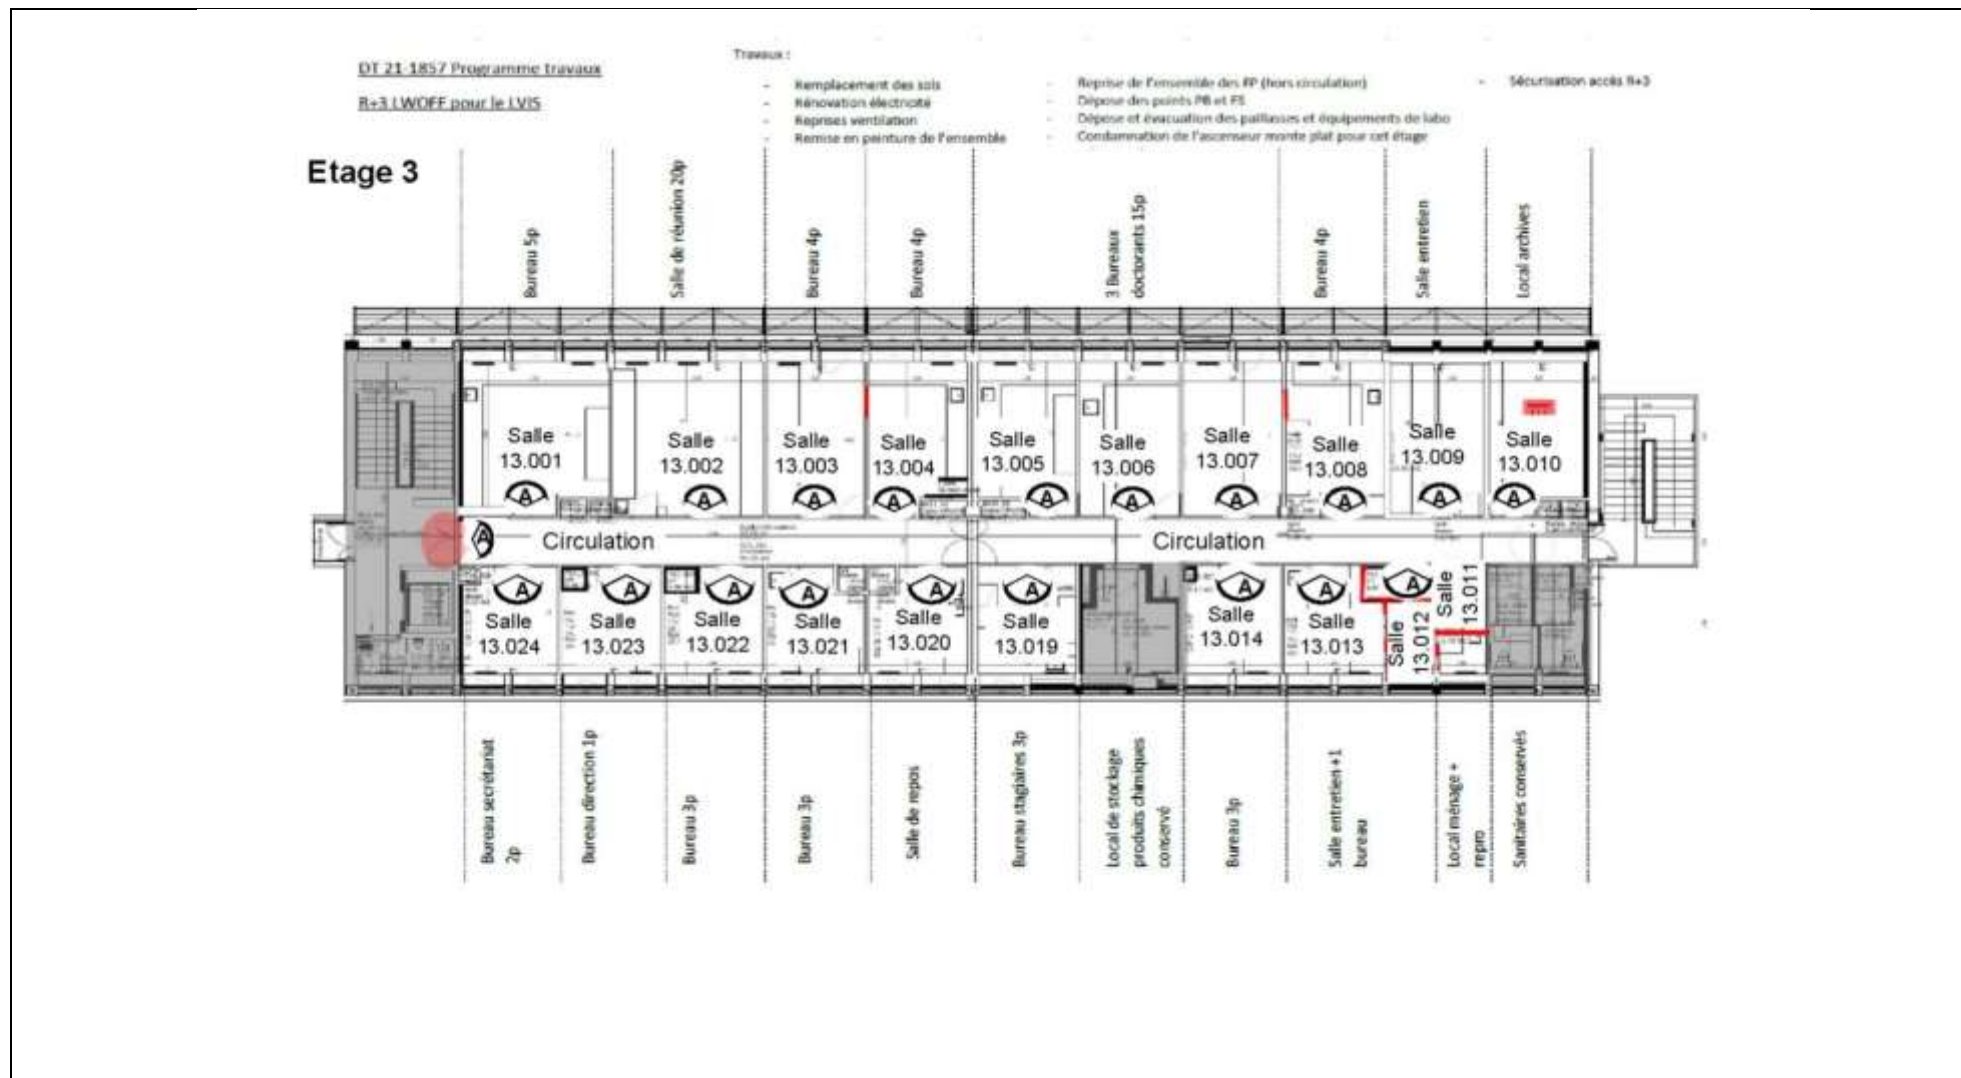 DT 21-1857 Programme travaux
R+3 LWOFF pour le LVIS
Travaux :
- Remplacement des sols
- Rénovation électricité
- Reprises ventilation
- Remise en peinture de l'ensemble
- Reprise de l'ensemble des FP (hors circulation)
- Dépose des points PB et FS
- Dépose et évacuation des paillasses et équipements de labo
- Condamnation de l'ascenseur monte plat pour cet étage
- Sécurisation accès R+3
Etage 3
Bureau 5p
Salle de réunion 20p
Bureau 4p
Bureau 4p
3 Bureaux
doctorants 15p
Bureau 4p
Salle entretien
Local archives
Salle
13.001
Salle
13.002
Salle
13.003
Salle
13.004
Salle
13.005
Salle
13.006
Salle
13.007
Salle
13.008
Salle
13.009
Salle
13.010
A
A
A
A
A
A
A
A
A
A
A
Circulation
Circulation
A
A
A
A
A
A
A
A
A
Salle
13.024
Salle
13.023
Salle
13.022
Salle
13.021
Salle
13.020
Salle
13.019
Salle
13.014
Salle
13.013
Salle
13.012
Salle
13.011
Bureau secrétariat
2p
Bureau direction 1p
Bureau 3p
Bureau 3p
Salle de repos
Bureau stagiaires 3p
Local de stockage
produits chimiques
conservé
Bureau 3p
Salle entretien +1
bureau
Local ménage +
repro
Sanitaires conservés